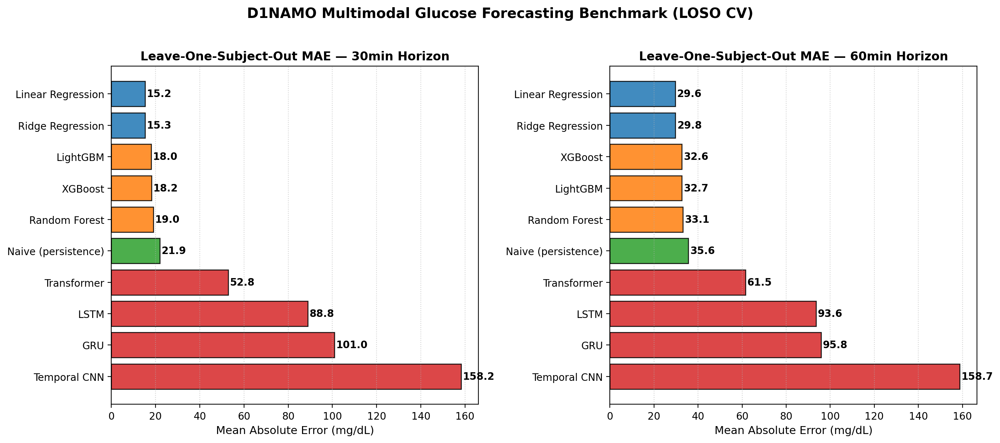 D1NAMO Multimodal Glucose Forecasting Benchmark (LOSO CV)
Leave-One-Subject-Out MAE — 30min Horizon
Linear Regression 15.2
Ridge Regression 15.3
LightGBM 18.0
XGBoost 18.2
Random Forest 19.0
Naive (persistence) 21.9
Transformer 52.8
LSTM 88.8
GRU 101.0
Temporal CNN 158.2
0 20 40 60 80 100 120 140 160
Mean Absolute Error (mg/dL)
Leave-One-Subject-Out MAE — 60min Horizon
Linear Regression 29.6
Ridge Regression 29.8
XGBoost 32.6
LightGBM 32.7
Random Forest 33.1
Naive (persistence) 35.6
Transformer 61.5
LSTM 93.6
GRU 95.8
Temporal CNN 158.7
0 20 40 60 80 100 120 140 160
Mean Absolute Error (mg/dL)